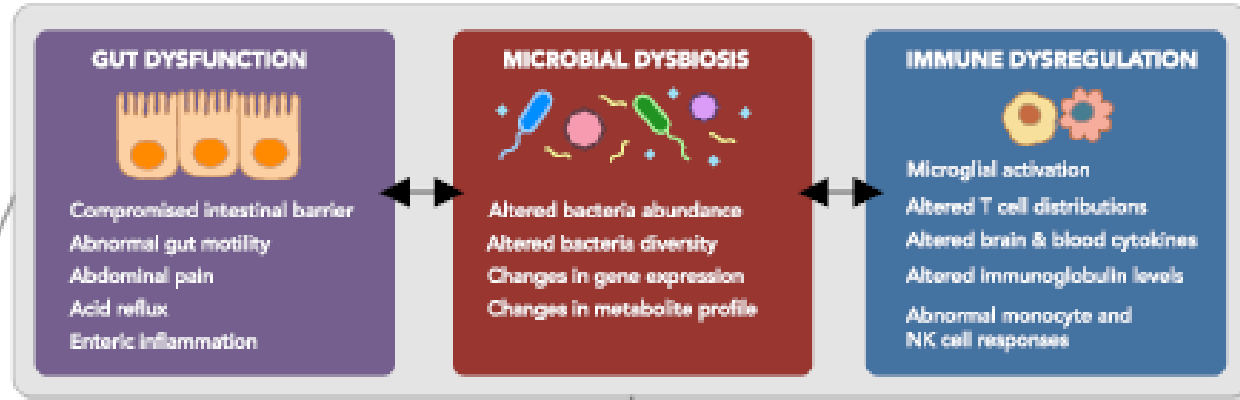 GUT DYSFUNCTION
Compromised intestinal barrier
Abnormal gut motility
Abdominal pain
Acid reflux
Enteric inflammation
MICROBIAL DYSBIOSIS
Altered bacteria abundance
Altered bacteria diversity
Changes in gene expression
Changes in metabolite profile
IMMUNE DYSREGULATION
Microglial activation
Altered T cell distributions
Altered brain & blood cytokines
Altered immunoglobulin levels
Abnormal monocyte and
NK cell responses